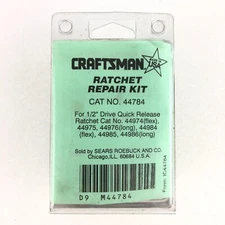 CRAFTSMAN
USA
RATCHET
REPAIR KIT
CAT NO. 44784
For 1/2" Drive Quick Release
Ratchet Cat No. 44974(flex),
44975, 44976(long), 44984
(flex), 44985, 44986(long)
Sold by SEARS ROEBUCK AND CO.
Chicago,ILL. 60684 U.S.A.
D9 M44784